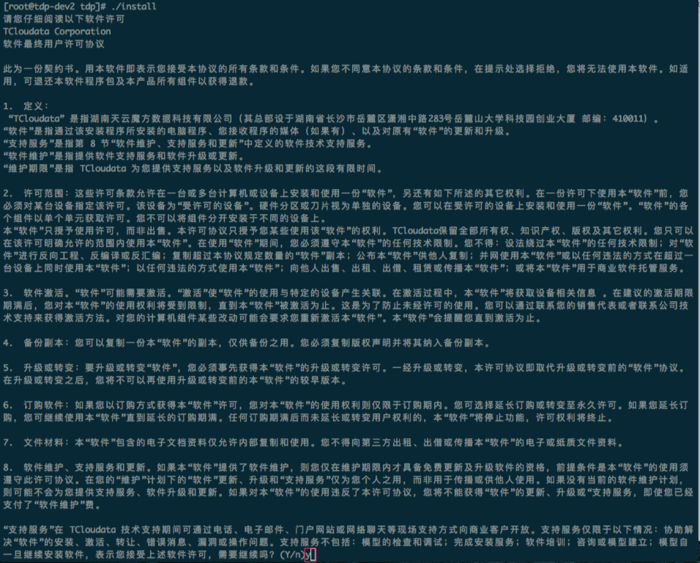 [root@tdp-dev2 tdp]# ./install
请您仔细阅读以下软件许可
TCloudata Corporation
软件最终用户许可协议
此为一份契约书。用本软件即表示您接受本协议的所有条款和条件。如果您不同意本协议的条款和条件，在提示处选择拒绝，您将无法使用本软件。如适
用，可退还本软件程序包及本产品所有组件以获得退款。
1. 定义：
“TCloudata”是指湖南天云魔方数据科技有限公司（其总部设于湖南省长沙市岳麓区潇湘中路283号岳麓山大学科技园创业大厦 邮编：410011）。
“软件”是指通过该安装程序所安装的电脑程序、您接收程序的媒体（如果有）、以及对原有“软件”的更新和升级。
“支持服务”是指第 8 节“软件维护、支持服务和更新”中定义的软件技术支持服务。
“软件维护”是指提供软件支持服务和软件升级或更新。
“维护期限”是指 TCloudata 为您提供支持服务以及软件升级和更新的这段有限时间。
2. 许可范围：这些许可条款允许在一台或多台计算机或设备上安装和使用一份“软件”，另还有如下所述的其它权利。在一份许可下使用本“软件”前，您
必须对某台设备指定该许可。该设备为“受许可的设备”。硬件分区或刀片视为单独的设备。您可以在受许可的设备上安装和使用一份“软件”。“软件”的各
个组件以单个单元获取许可。您不可以将组件分开安装于不同的设备上。
本“软件”只授予使用许可，而非出售。本许可协议只授予您某些使用该“软件”的权利。TCloudata保留全部所有权、知识产权、版权及其它权利。您只可以
在该许可明确允许的范围内使用本“软件”。在使用“软件”期间，您必须遵守本“软件”的任何技术限制。您不得：设法绕过本“软件”的任何技术限制；对“软
件”进行反向工程、反编译或反汇编；复制超过本协议规定数量的“软件”副本；公布本“软件”供他人复制；并网使用本“软件”或以任何违法的方式在超过一
台设备上同时使用本“软件”；以任何违法的方式使用本“软件”；向他人出售、出租、出借、租赁或传播本“软件”；或将本“软件”用于商业软件托管服务。
3. 软件激活。“软件”可能需要激活。“激活”使“软件”的使用与特定的设备产生关联。在激活过程中，本“软件”将获取设备相关信息 。在建议的激活期限
期满后，您对本“软件”的使用权利将受到限制，直到本“软件”被激活为止。这是为了防止未经许可的使用。您可以通过联系您的销售代表或者联系公司技
术支持来获得激活方法。对您的计算机组件某些改动可能会要求您重新激活本“软件”。本“软件”会提醒您直到激活为止。
4. 备份副本：您可以复制一份本“软件”的副本，仅供备份之用。您必须复制版权声明并将其纳入备份副本。
5. 升级或转变：要升级或转变“软件”，您必须事先获得本“软件”的升级或转变许可。一经升级或转变，本许可协议即取代升级或转变前的“软件”协议。
在升级或转变之后，您将不可以再使用升级或转变前的本“软件”的较早版本。
6. 订购软件：如果您以订购方式获得本“软件”许可，您对本“软件”的使用权利则仅限于订购期内。您可选择延长订购或转变至永久许可。如果您延长订
购，您可继续使用本“软件”直到延长的订购期满。任何订购期满后而未延长或转变用户权利的，本“软件”将停止功能，许可权利将终止。
7. 文件材料：本“软件”包含的电子文档资料仅允许内部复制和使用。您不得向第三方出租、出借或传播本“软件”的电子或纸质文件资料。
8. 软件维护、支持服务和更新。如果本“软件”提供了软件维护，则您仅在维护期限内才具备免费更新及升级软件的资格，前提条件是本“软件”的使用须
遵守此许可协议。在您的“维护”计划下的“软件”更新、升级和“支持服务”仅为您个人之用，而非用于传播或供他人使用。如果没有当前的软件维护计划，
则可能不会为您提供支持服务、软件升级和更新。如果对本“软件”的使用违反了本许可协议，您将不能获得“软件”的更新、升级或“支持服务，即使您已经
支付了“软件维护”费。
“支持服务”在 TCloudata 技术支持期间可通过电话、电子邮件、门户网站或网络聊天等现场支持方式向商业客户开放。支持服务仅限于以下情况：协助解
决“软件”的安装、激活、转让、错误消息、漏洞或操作问题。支持服务不包括：模型的检查和调试；完成安装服务；软件培训；咨询或模型建立；模型自
一旦继续安装软件，表示您接受上述软件许可，需要继续吗？(Y/n)y